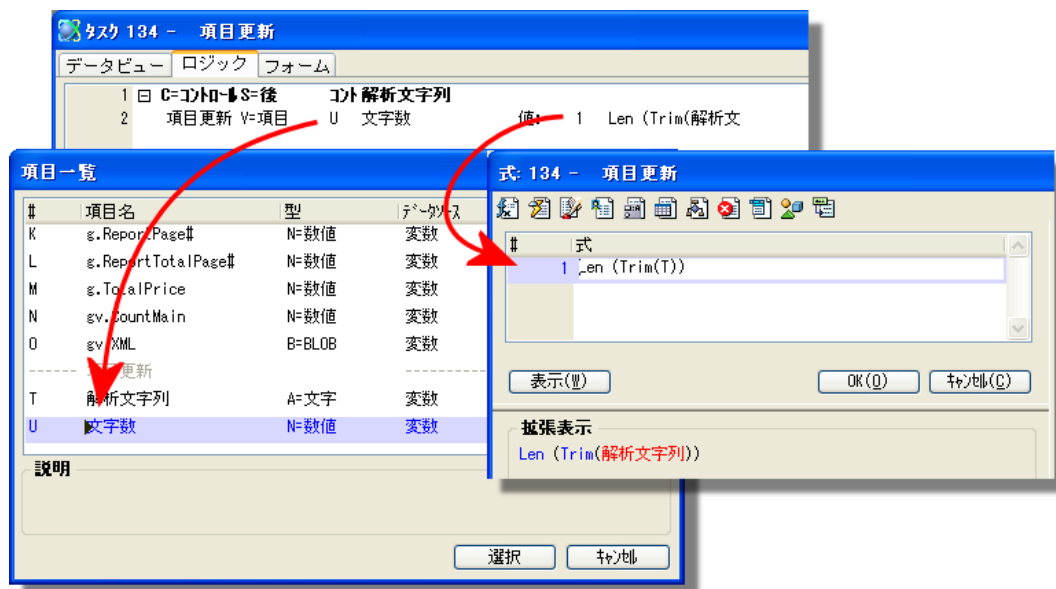 タスク 134 - 項目更新
データビュー ロジック フォーム
1 C=コントロールS=後 コント 解析文字列
2 項目更新 V=項目 U 文字数 値: 1 Len (Trim(解析文
項目一覧
# 項目名 型 データソース
K g.ReportPage# N=数値 変数
L g.ReportTotalPage# N=数値 変数
M g.TotalPrice N=数値 変数
N gv.CountMain N=数値 変数
O gv.XML B=BLOB 変数
------ 項目更新 ----------
T 解析文字列 A=文字 変数
U 文字数 N=数値 変数
説明
選択 キャンセル
式: 134 - 項目更新
# 式
1 Len (Trim(T))
表示(W) OK(O) キャンセル(C)
拡張表示
Len (Trim(解析文字列))